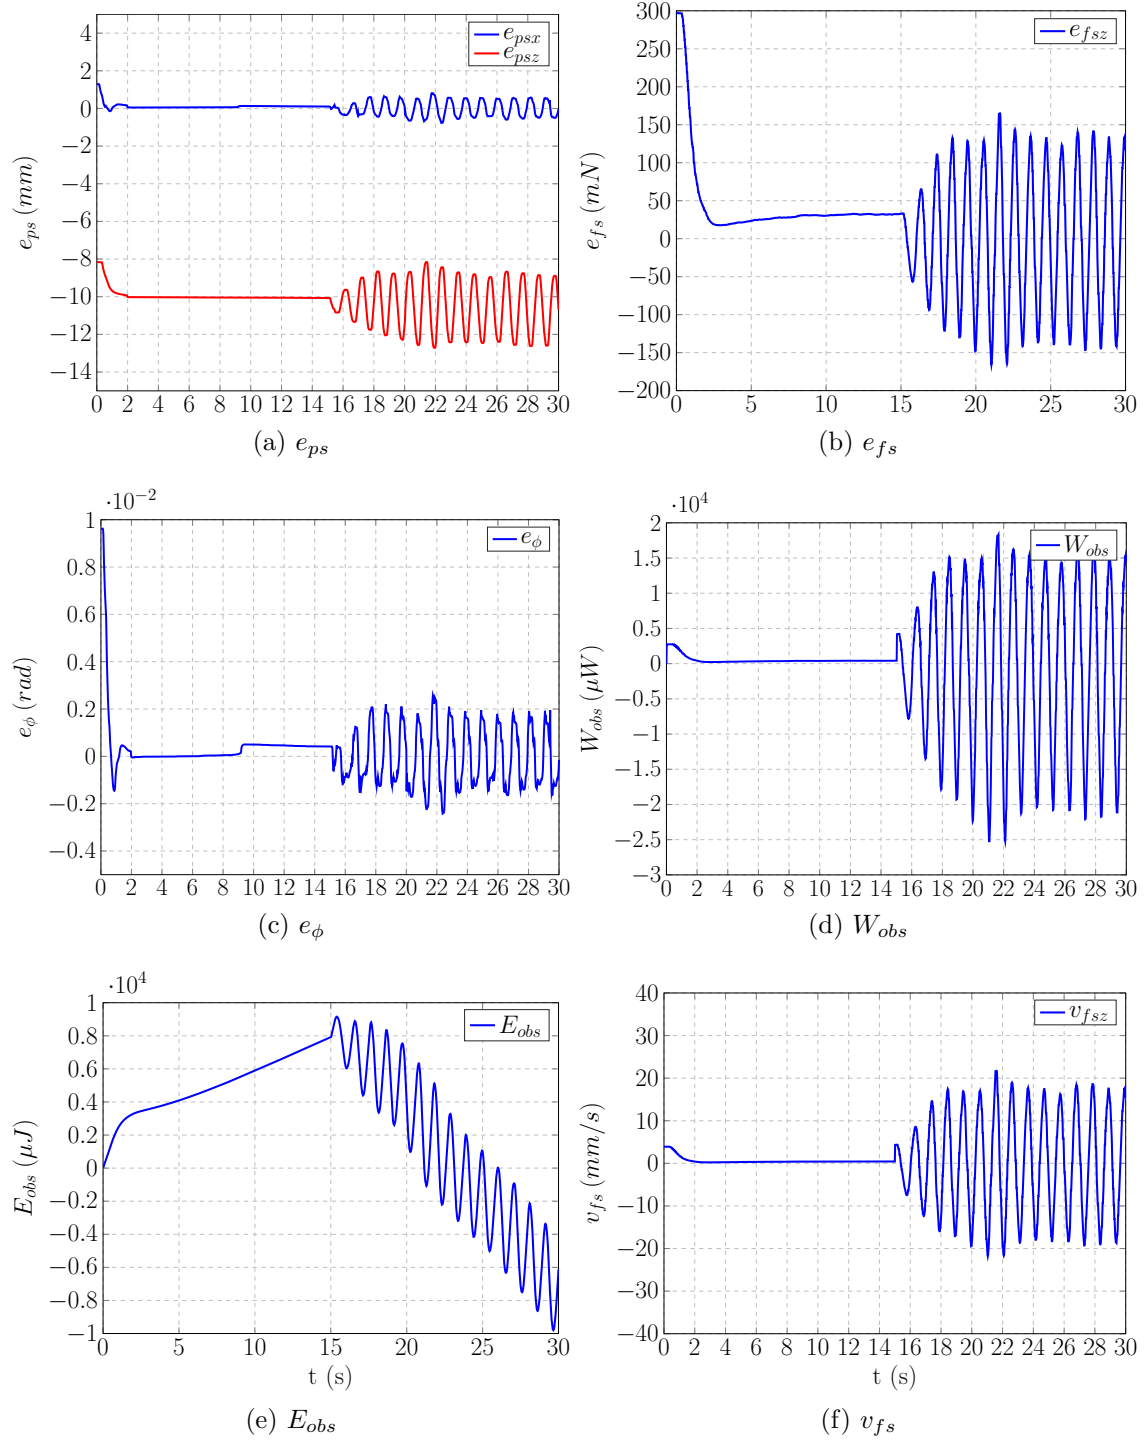 4
2
0
−2
−4
−6
−8
−10
−12
−14
e_psx
e_psz
e_ps (mm)
0 2 4 6 8 10 12 14 16 18 20 22 24 26 28 30
(a) e_ps
300
250
200
150
100
50
0
−50
−100
−150
−200
e_fsz
e_fs (mN)
0 5 10 15 20 25 30
(b) e_fs
·10^−2
1
0.8
0.6
0.4
0.2
0
−0.2
−0.4
e_ϕ
e_ϕ (rad)
0 2 4 6 8 10 12 14 16 18 20 22 24 26 28 30
(c) e_ϕ
·10^4
2
1.5
1
0.5
0
−0.5
−1
−1.5
−2
−2.5
−3
W_obs
W_obs (μW)
0 2 4 6 8 10 12 14 16 18 20 22 24 26 28 30
(d) W_obs
·10^4
1
0.8
0.6
0.4
0.2
0
−0.2
−0.4
−0.6
−0.8
−1
E_obs
E_obs (μJ)
0 5 10 15 20 25 30
t (s)
(e) E_obs
40
30
20
10
0
−10
−20
−30
−40
v_fsz
v_fs (mm/s)
0 2 4 6 8 10 12 14 16 18 20 22 24 26 28 30
t (s)
(f) v_fs